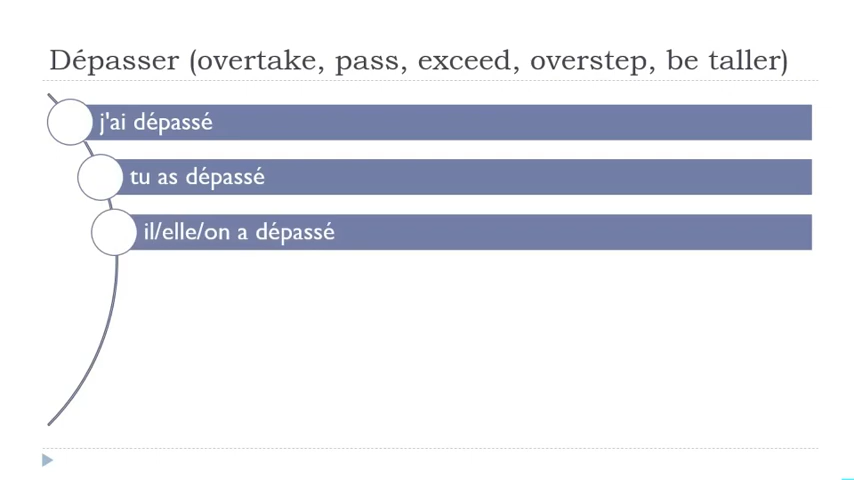 Dépasser (overtake, pass, exceed, overstep, be taller)
j'ai dépassé
tu as dépassé
il/elle/on a dépassé